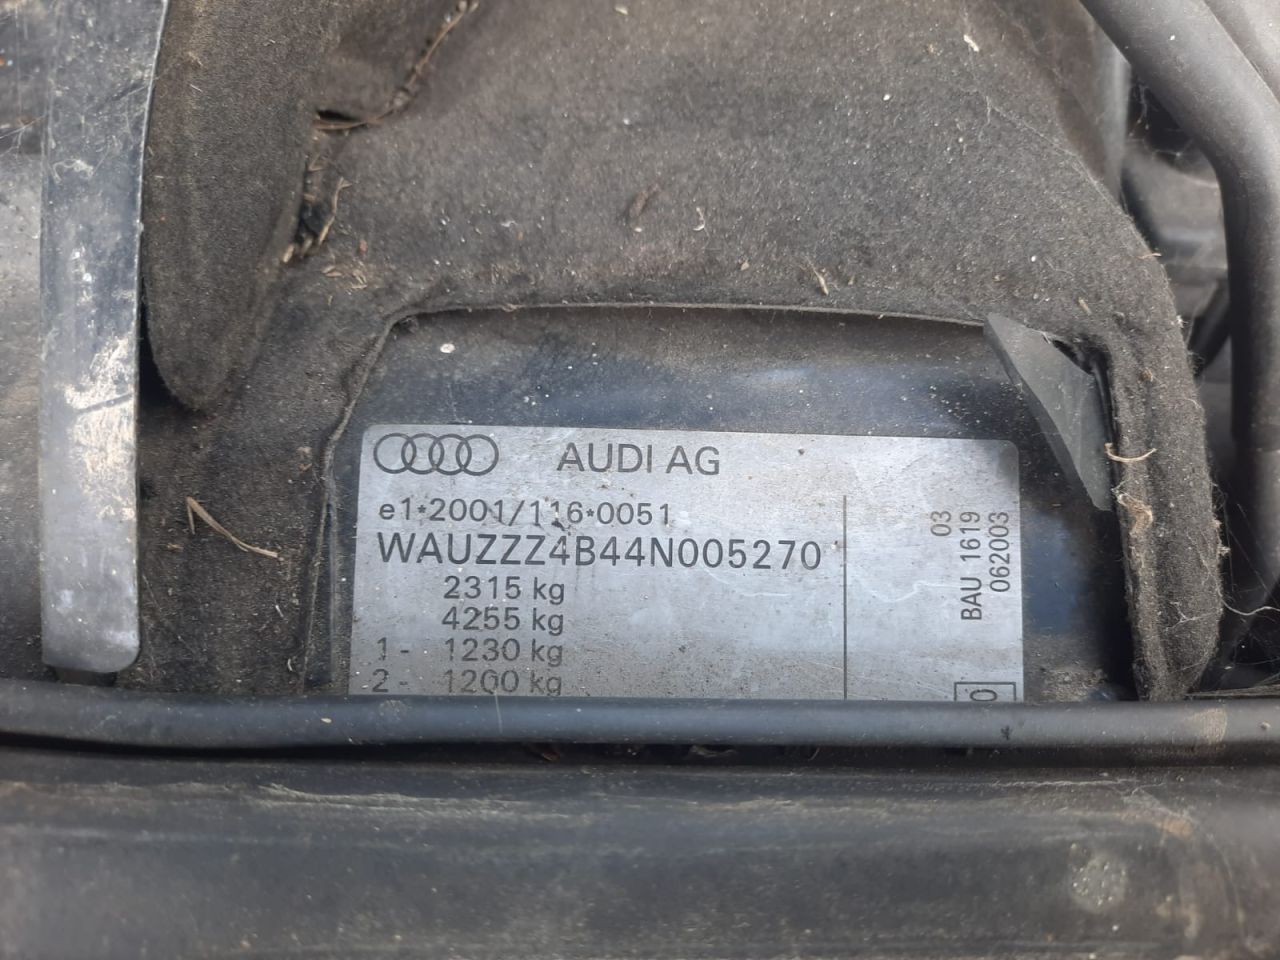 AUDI AG
e1*2001/116*0051
WAUZZZ4B44N005270
2315 kg
4255 kg
1- 1230 kg
2- 1200 kg
03
BAU 1619
062003